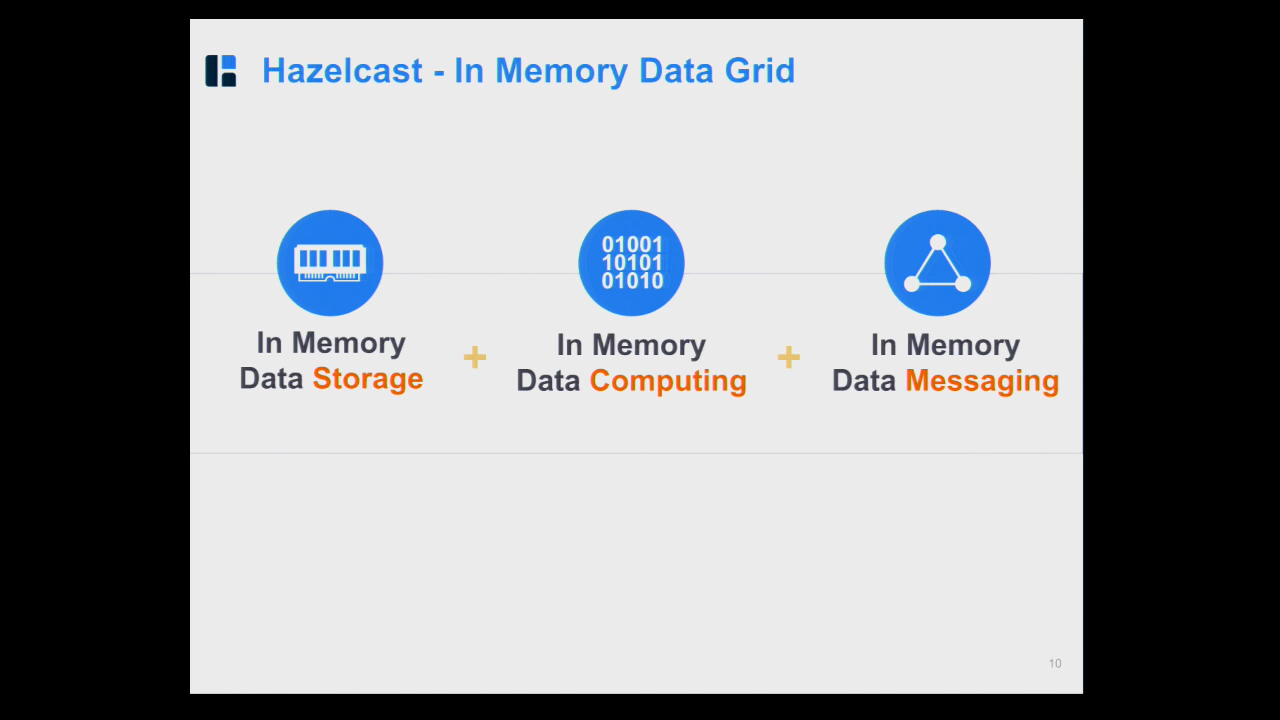 Hazelcast - In Memory Data Grid
01001
10101
01010
In Memory
Data Storage
+
In Memory
Data Computing
+
In Memory
Data Messaging
10